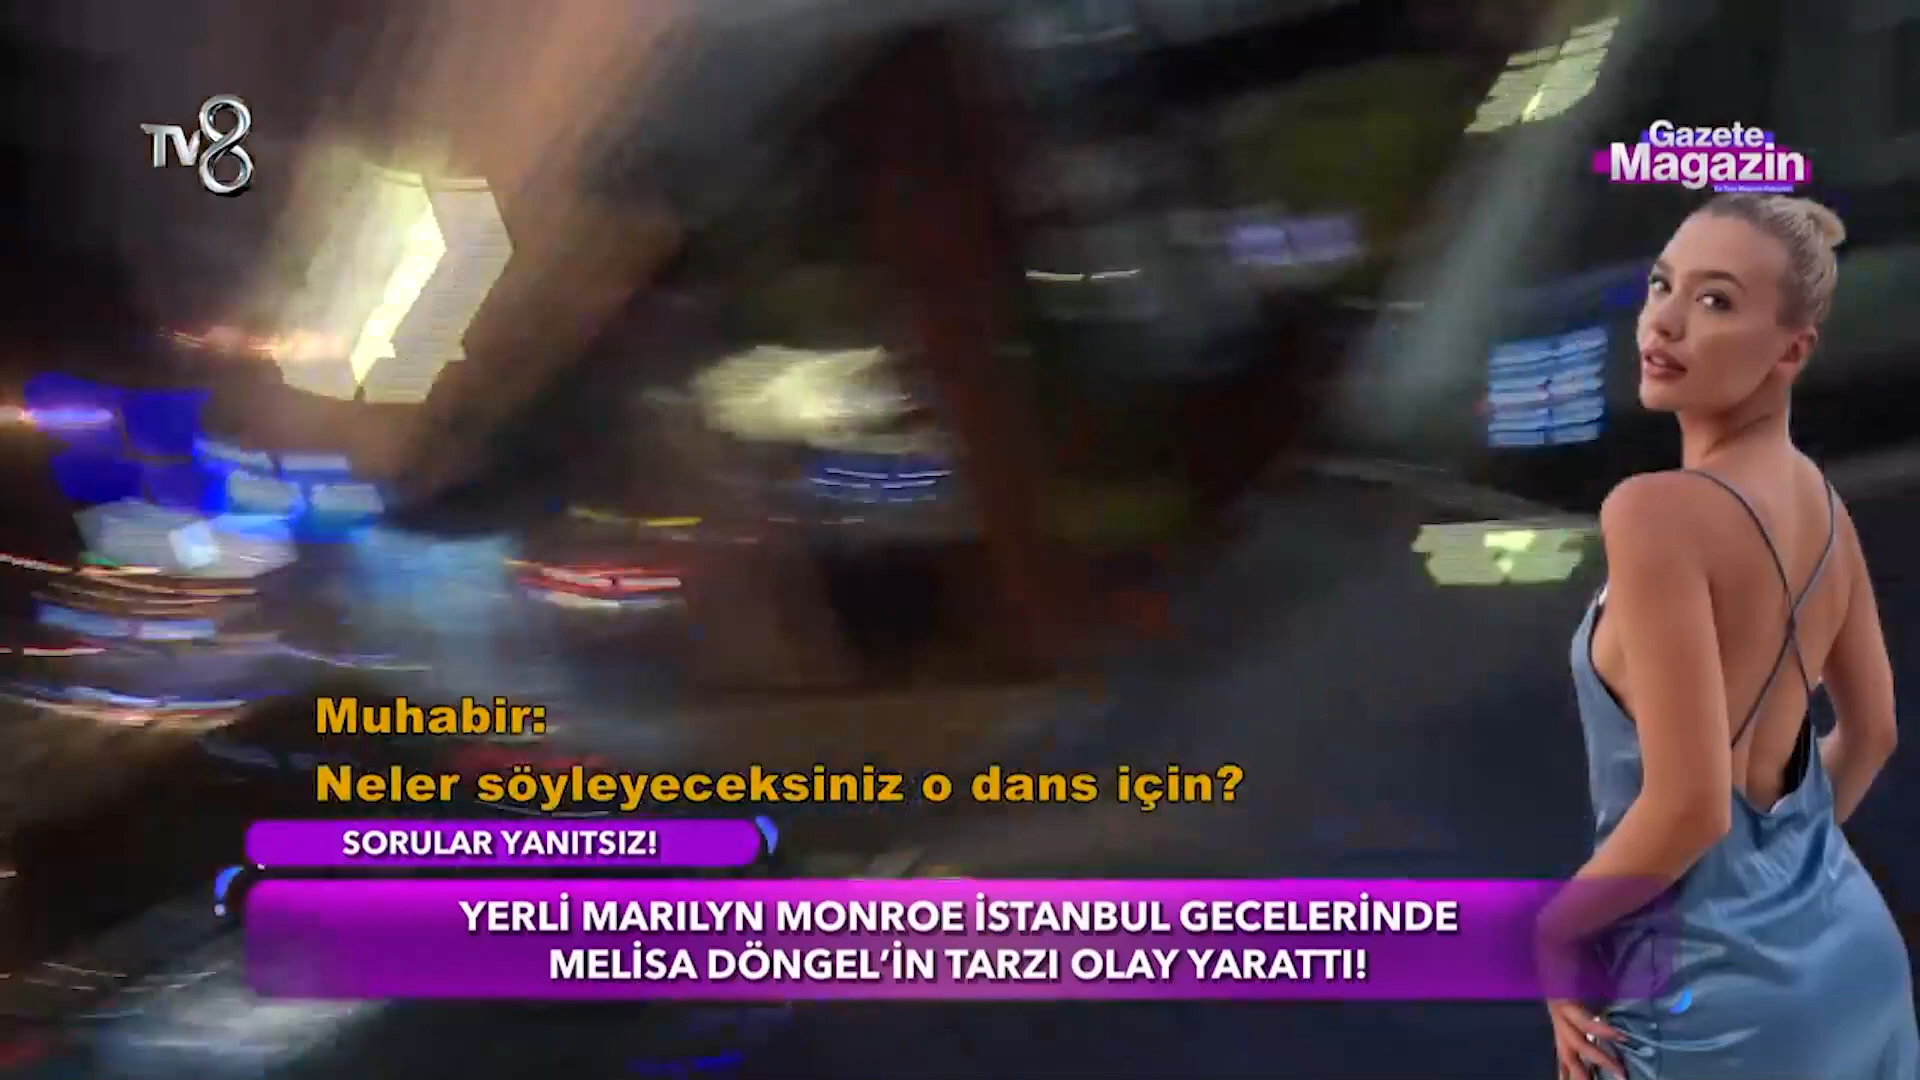 TV8
Gazete
Magazin
Muhabir:
Neler söyleyeceksiniz o dans için?
SORULAR YANITSIZ!
YERLİ MARILYN MONROE İSTANBUL GECELERİNDE
MELİSA DÖNGEL'İN TARZI OLAY YARATTI!